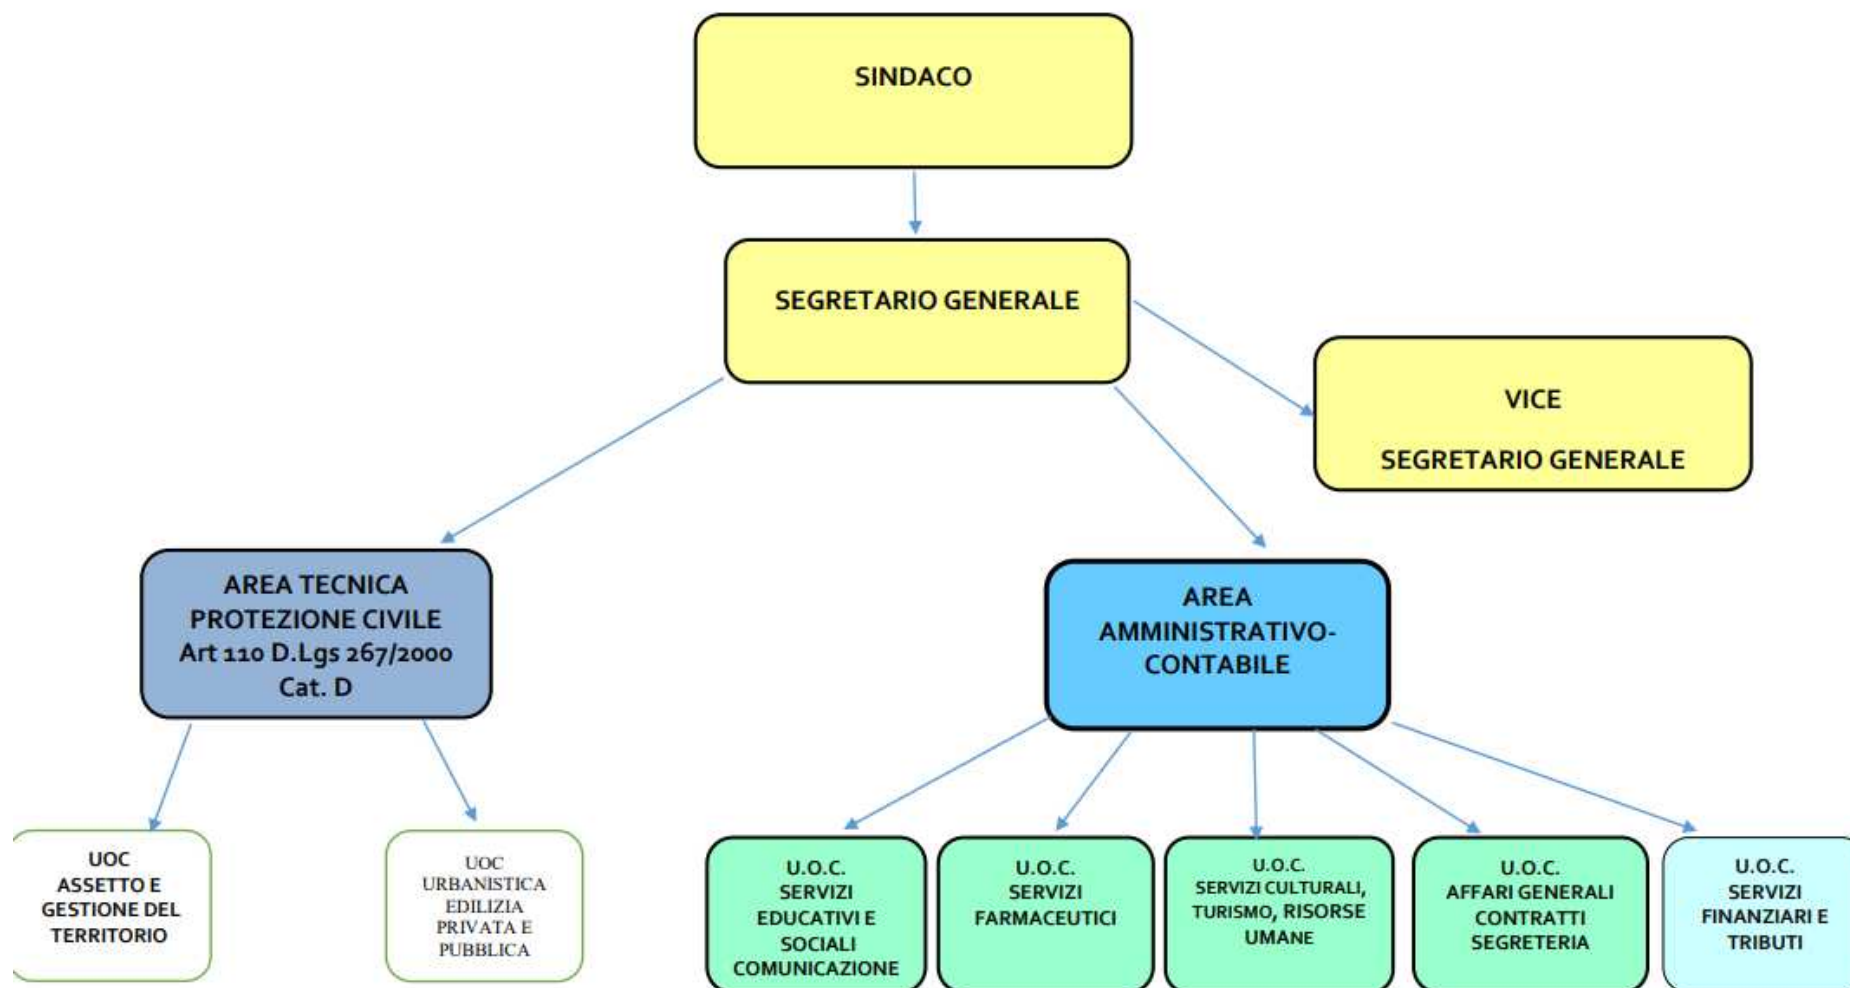 SINDACO
SEGRETARIO GENERALE
VICE
SEGRETARIO GENERALE
AREA TECNICA
PROTEZIONE CIVILE
Art 110 D.Lgs 267/2000
Cat. D
AREA
AMMINISTRATIVO-
CONTABILE
UOC
ASSETTO E
GESTIONE DEL
TERRITORIO
UOC
URBANISTICA
EDILIZIA
PRIVATA E
PUBBLICA
U.O.C.
SERVIZI
EDUCATIVI E
SOCIALI
COMUNICAZIONE
U.O.C.
SERVIZI
FARMACEUTICI
U.O.C.
SERVIZI CULTURALI,
TURISMO, RISORSE
UMANE
U.O.C.
AFFARI GENERALI
CONTRATTI
SEGRETERIA
U.O.C.
SERVIZI
FINANZIARI E
TRIBUTI